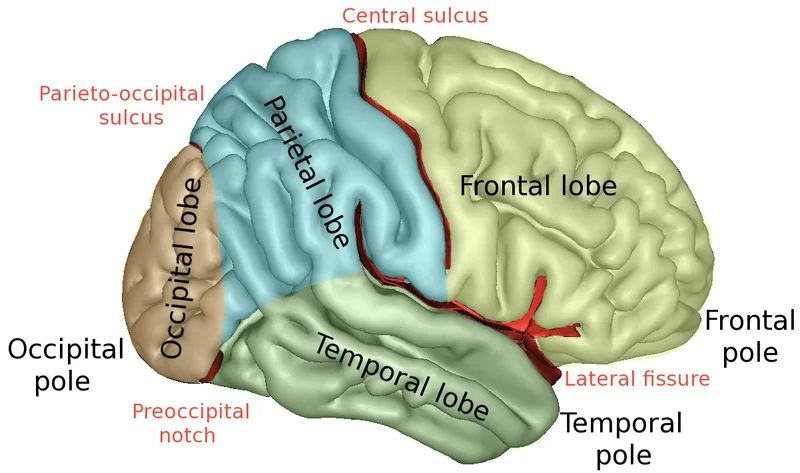 Central sulcus
Parieto-occipital
sulcus
Parietal lobe
Frontal lobe
Occipital lobe
Occipital
pole
Frontal
pole
Temporal lobe
Lateral fissure
Preoccipital
notch
Temporal
pole